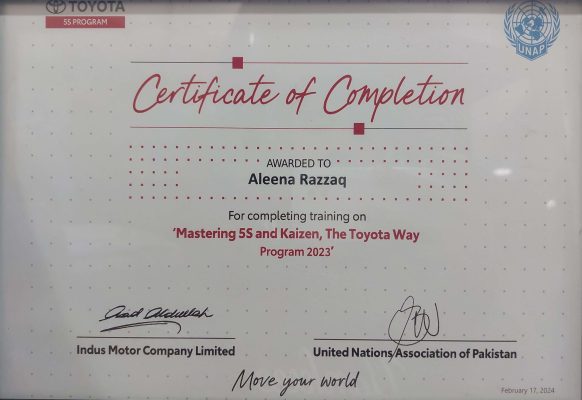 TOYOTA
5S PROGRAM
UNAP
Certificate of Completion
AWARDED TO
Aleena Razzaq
For completing training on
‘Mastering 5S and Kaizen, The Toyota Way
Program 2023’
Indus Motor Company Limited
United Nations Association of Pakistan
Move your world
February 17, 2024